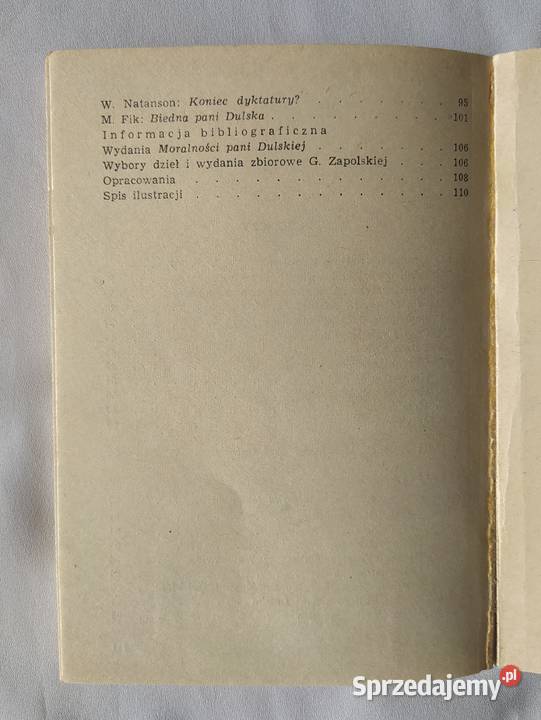 W. Natanson: Koniec dyktatury? . . . . . . . 95
M. Fik: Biedna pani Dulska . . . . . . . . . 101
Informacja bibliograficzna
Wydania Moralności pani Dulskiej . . . . . . . 106
Wybory dzieł i wydania zbiorowe G. Zapolskiej . . . 106
Opracowania . . . . . . . . . . . . 108
Spis ilustracji . . . . . . . . . . . . 110
Sprzedajemy.pl